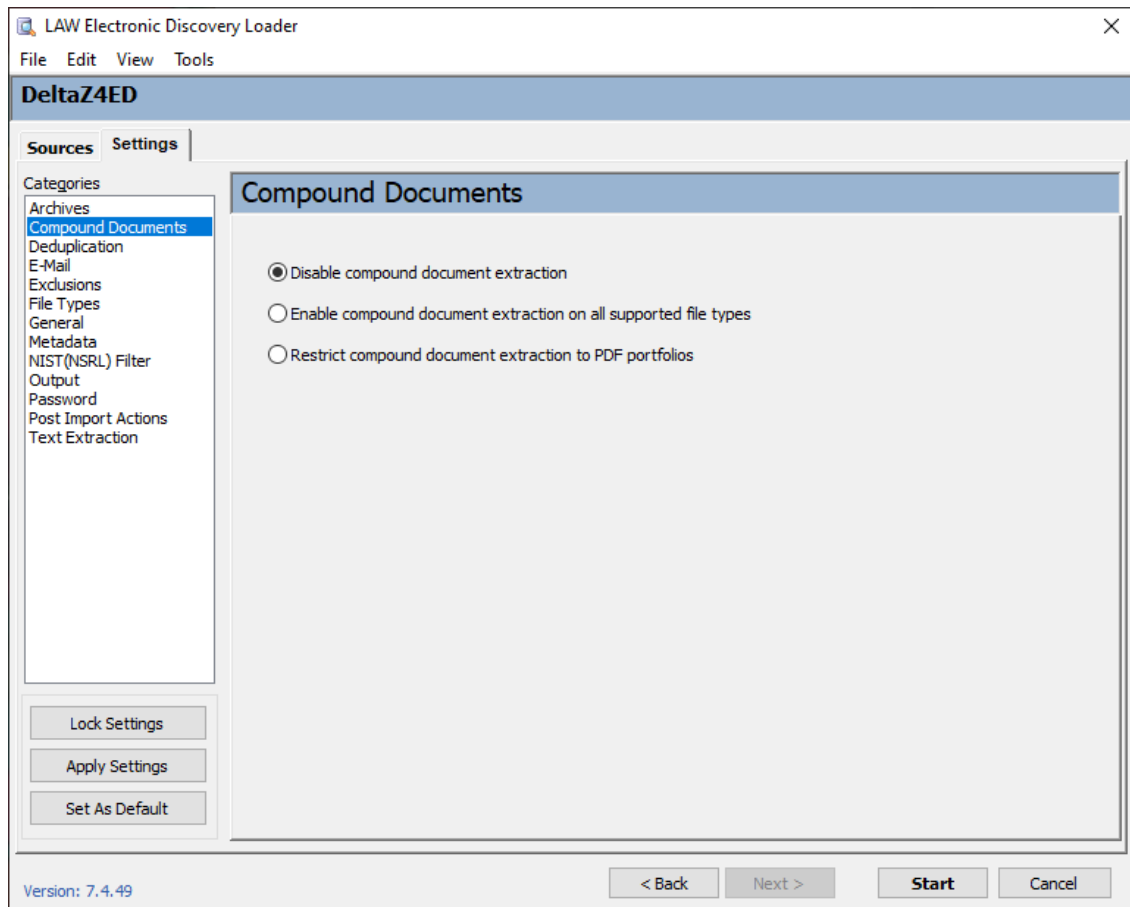 LAW Electronic Discovery Loader
File Edit View Tools
DeltaZ4ED
Sources Settings
Categories
Archives
Compound Documents
Deduplication
E-Mail
Exclusions
File Types
General
Metadata
NIST(NSRL) Filter
Output
Password
Post Import Actions
Text Extraction
Lock Settings
Apply Settings
Set As Default
Compound Documents
Disable compound document extraction
Enable compound document extraction on all supported file types
Restrict compound document extraction to PDF portfolios
Version: 7.4.49
< Back Next > Start Cancel